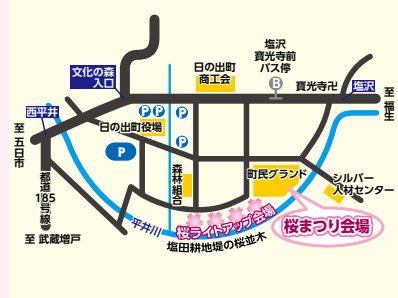 日の出町
商工会
塩沢
寶光寺前
バス停
B
文化の森
入口
寶光寺卍
塩沢
至 福生
西平井
P
P
P
P
日の出町役場
P
至 五日市
都道185号線
森林組合
町民グランド
シルバー
人材センター
桜ライトアップ会場
桜まつり会場
平井川
塩田耕地堤の桜並木
至 武蔵増戸